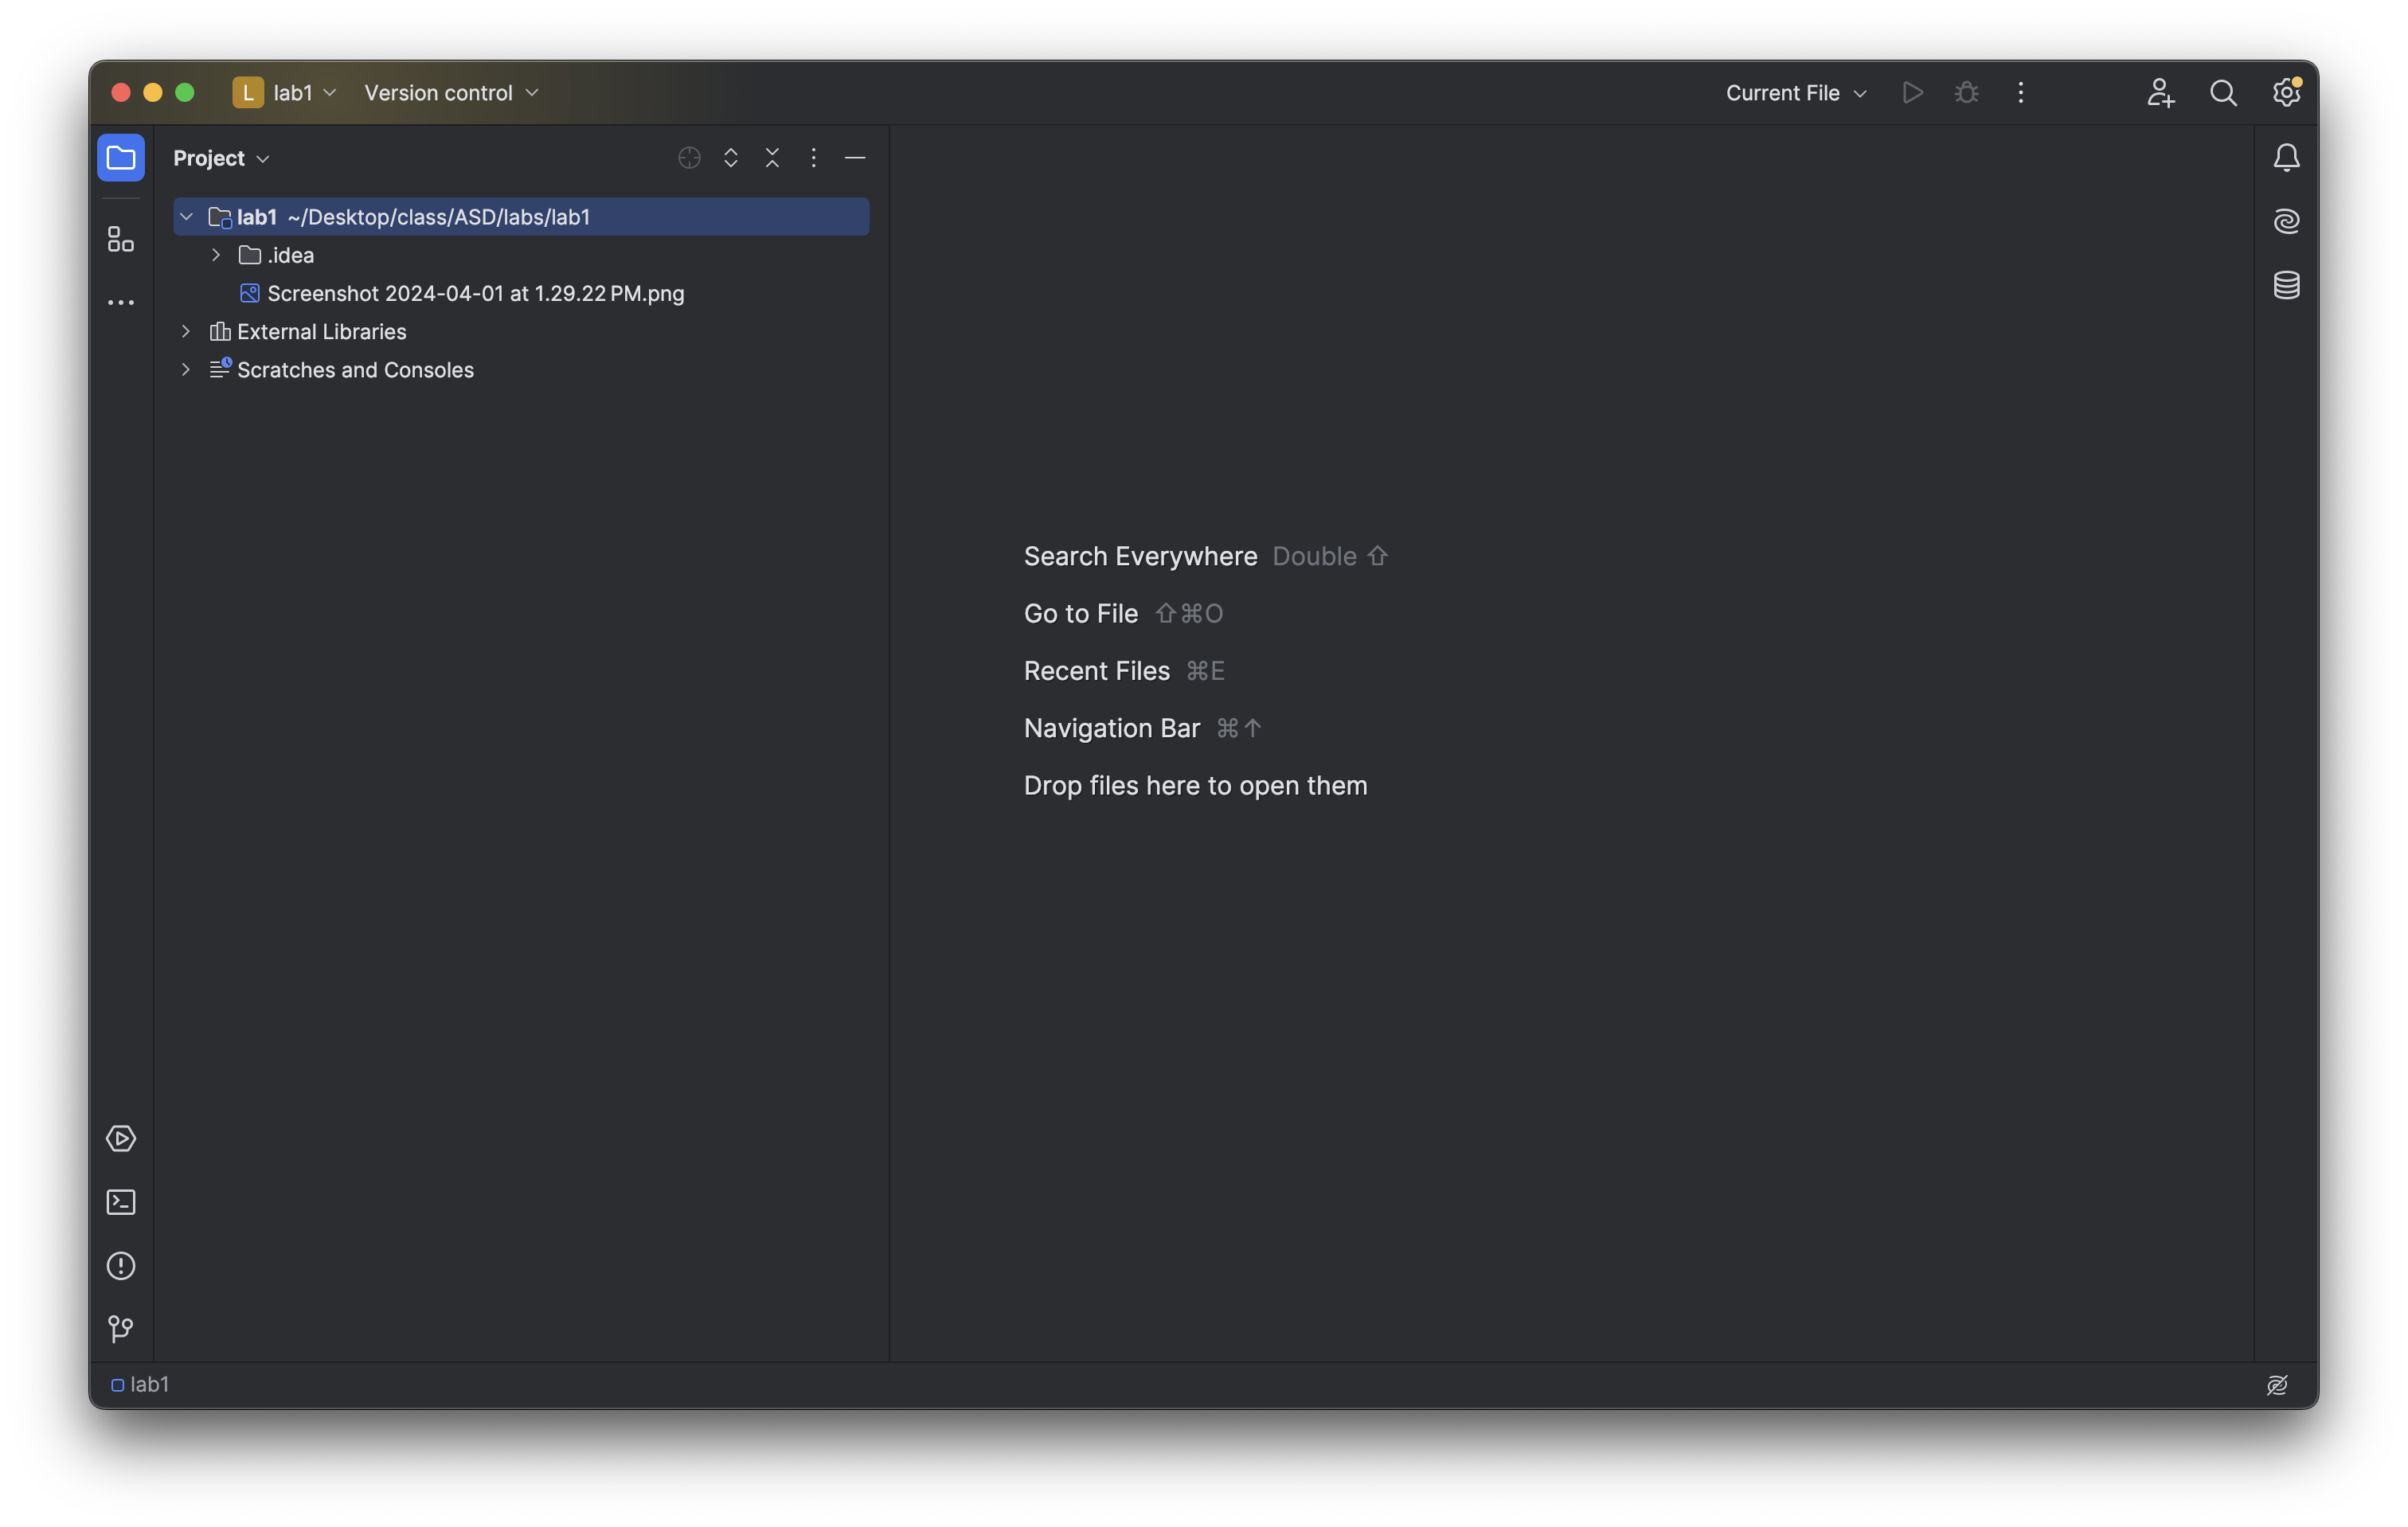 L lab1 Version control Current File
Project
lab1 ~/Desktop/class/ASD/labs/lab1
.idea
Screenshot 2024-04-01 at 1.29.22 PM.png
External Libraries
Scratches and Consoles
Search Everywhere Double ⇧
Go to File ⇧⌘O
Recent Files ⌘E
Navigation Bar ⌘↑
Drop files here to open them
lab1